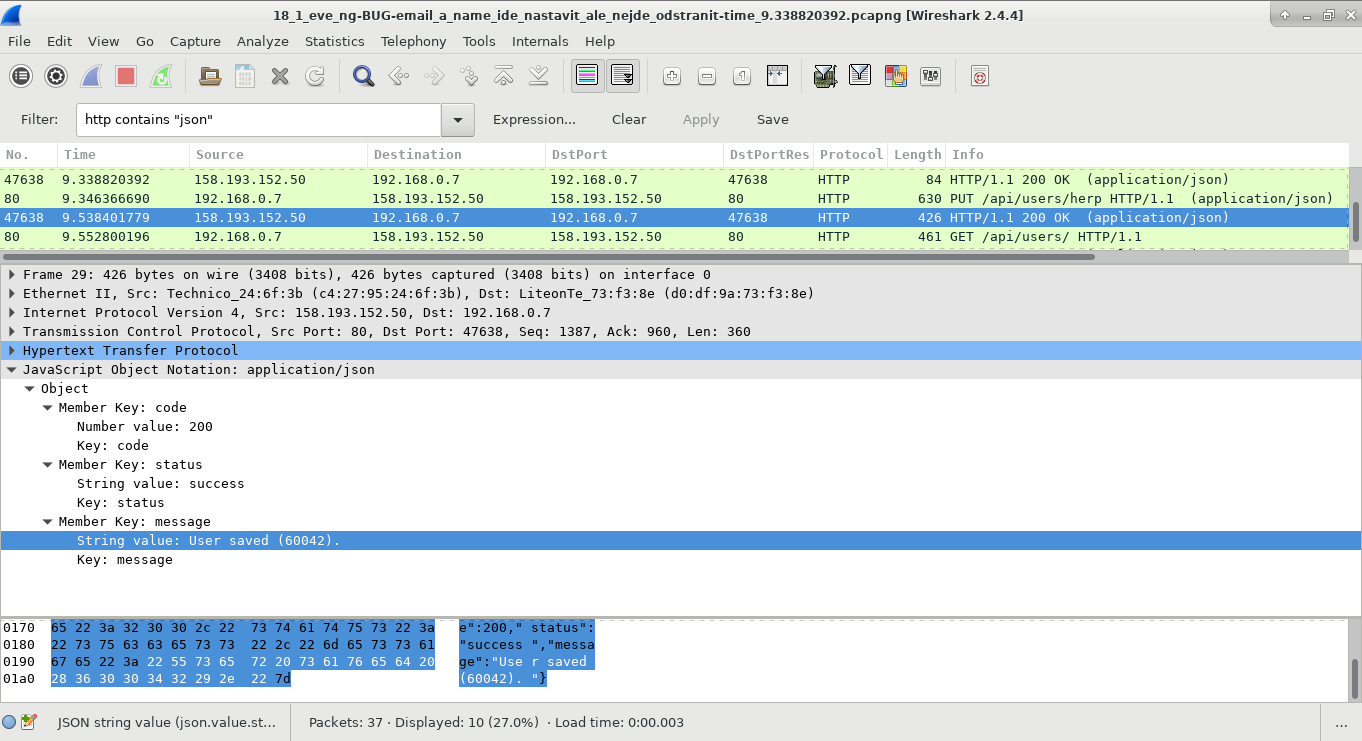 18_1_eve_ng-BUG-email_a_name_ide_nastavit_ale_nejde_odstranit-time_9.338820392.pcapng [Wireshark 2.4.4]
File Edit View Go Capture Analyze Statistics Telephony Tools Internals Help
Filter: http contains "json" Expression... Clear Apply Save
No. Time Source Destination DstPort DstPortRes Protocol Length Info
47638 9.338820392 158.193.152.50 192.168.0.7 192.168.0.7 47638 HTTP 84 HTTP/1.1 200 OK (application/json)
80 9.346366690 192.168.0.7 158.193.152.50 158.193.152.50 80 HTTP 630 PUT /api/users/herp HTTP/1.1 (application/json)
47638 9.538401779 158.193.152.50 192.168.0.7 192.168.0.7 47638 HTTP 426 HTTP/1.1 200 OK (application/json)
80 9.552800196 192.168.0.7 158.193.152.50 158.193.152.50 80 HTTP 461 GET /api/users/ HTTP/1.1
Frame 29: 426 bytes on wire (3408 bits), 426 bytes captured (3408 bits) on interface 0
Ethernet II, Src: Technico_24:6f:3b (c4:27:95:24:6f:3b), Dst: LiteonTe_73:f3:8e (d0:df:9a:73:f3:8e)
Internet Protocol Version 4, Src: 158.193.152.50, Dst: 192.168.0.7
Transmission Control Protocol, Src Port: 80, Dst Port: 47638, Seq: 1387, Ack: 960, Len: 360
Hypertext Transfer Protocol
JavaScript Object Notation: application/json
Object
Member Key: code
Number value: 200
Key: code
Member Key: status
String value: success
Key: status
Member Key: message
String value: User saved (60042).
Key: message
0170 65 22 3a 32 30 30 2c 22 73 74 61 74 75 73 22 3a e":200," status":
0180 22 73 75 63 63 65 73 73 22 2c 22 6d 65 73 73 61 "success ","messa
0190 67 65 22 3a 22 55 73 65 72 20 73 61 76 65 64 20 ge":"Use r saved
01a0 28 36 30 30 34 32 29 2e 22 7d (60042). "}
JSON string value (json.value.st... Packets: 37 · Displayed: 10 (27.0%) · Load time: 0:00.003 ...